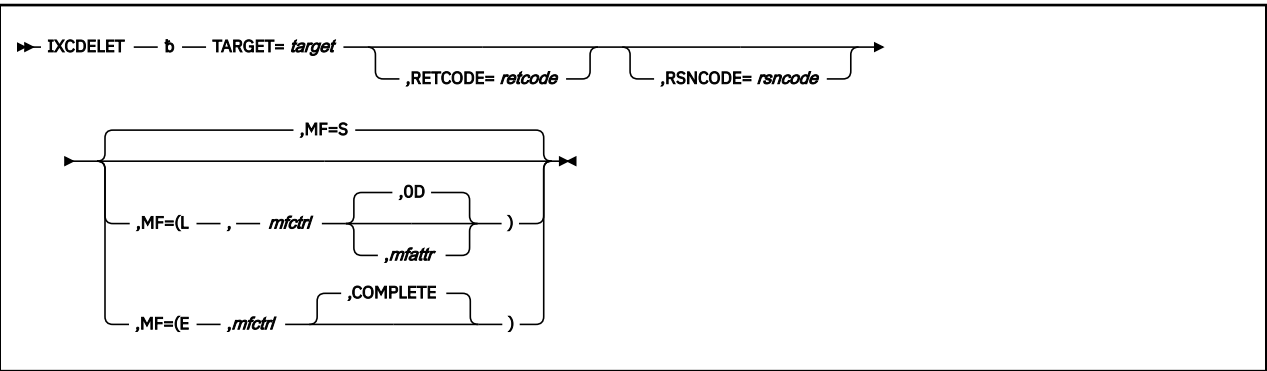 IXCDELET ƀ TARGET= target
,RETCODE= retcode ,RSNCODE= rsncode
,MF=S
,0D
,MF=(L , mfctrl )
,mfattr
,COMPLETE
,MF=(E ,mfctrl )